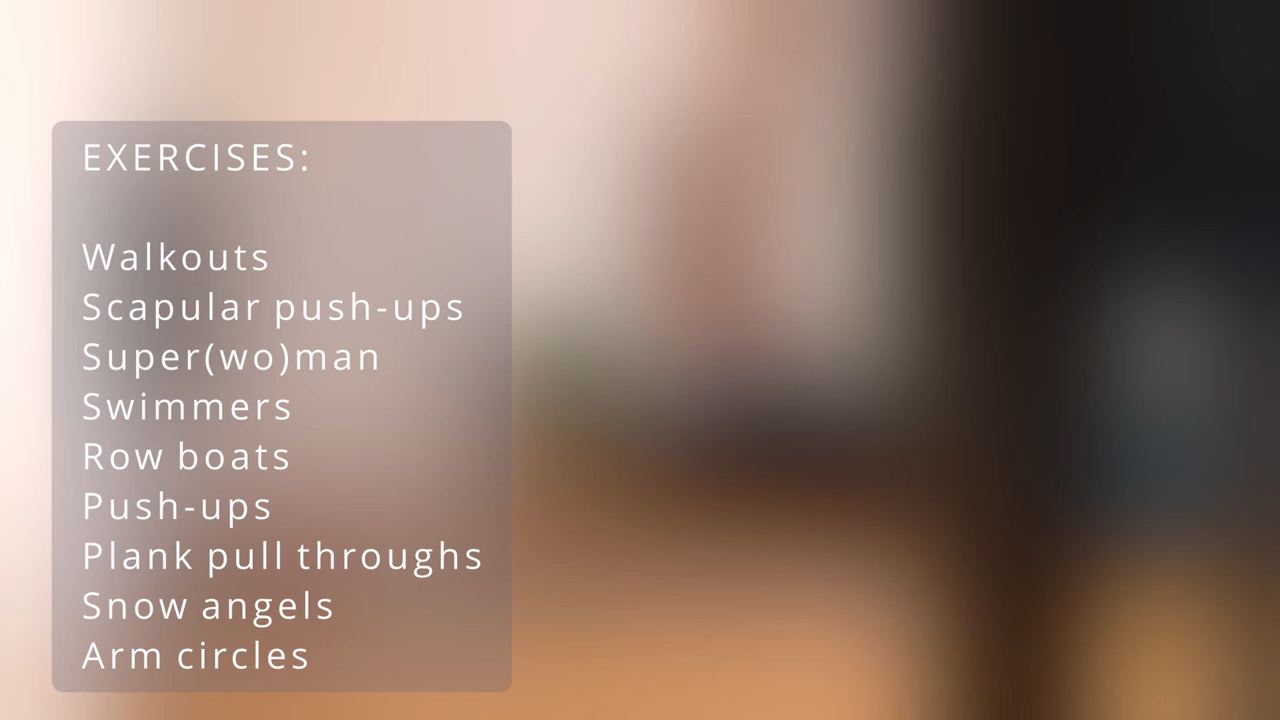 EXERCISES:
Walkouts
Scapular push-ups
Super(wo)man
Swimmers
Row boats
Push-ups
Plank pull throughs
Snow angels
Arm circles